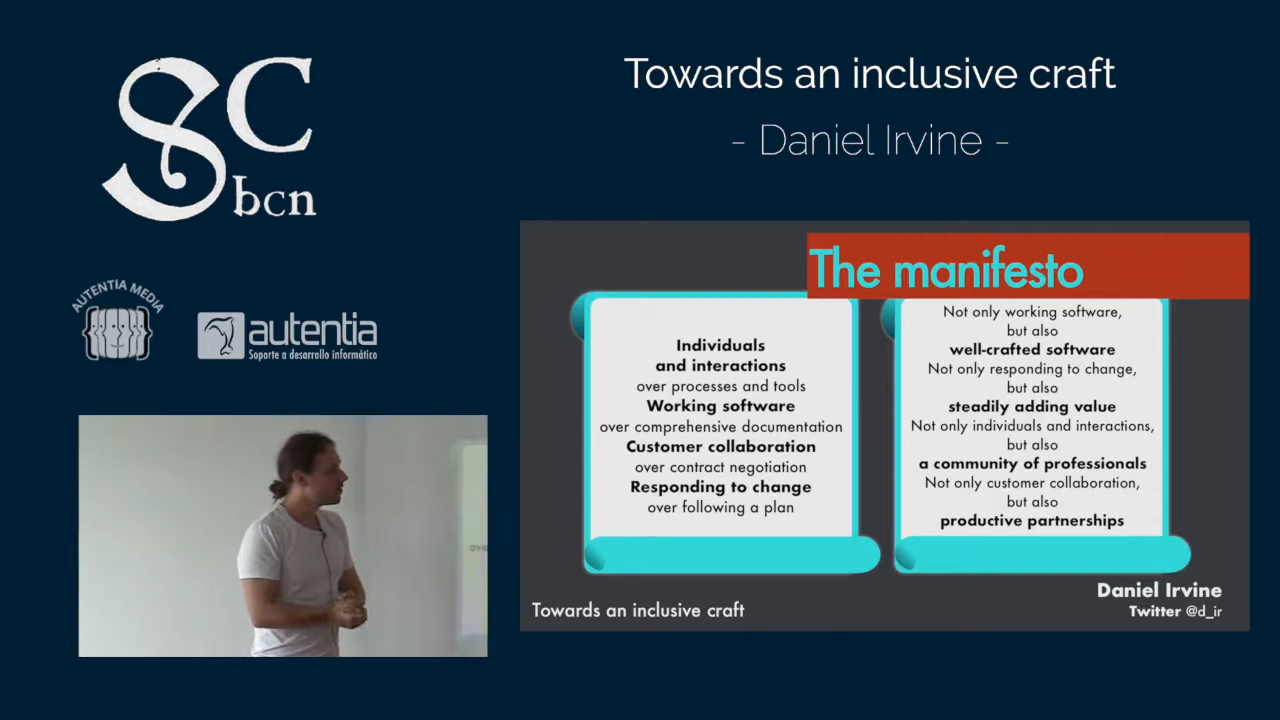 SC
bcn
AUTENTIA MEDIA
autentia
Soporte a desarrollo informático
Towards an inclusive craft
- Daniel Irvine -
The manifesto
Individuals
and interactions
over processes and tools
Working software
over comprehensive documentation
Customer collaboration
over contract negotiation
Responding to change
over following a plan
Not only working software,
but also
well-crafted software
Not only responding to change,
but also
steadily adding value
Not only individuals and interactions,
but also
a community of professionals
Not only customer collaboration,
but also
productive partnerships
Towards an inclusive craft
Daniel Irvine
Twitter @d_ir